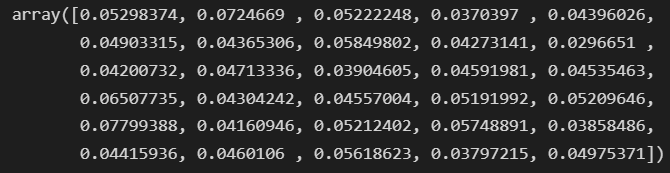 array([0.05298374, 0.0724669 , 0.05222248, 0.0370397 , 0.04396026,
0.04903315, 0.04365306, 0.05849802, 0.04273141, 0.0296651 ,
0.04200732, 0.04713336, 0.03904605, 0.04591981, 0.04535463,
0.06507735, 0.04304242, 0.04557004, 0.05191992, 0.05209646,
0.07799388, 0.04160946, 0.05212402, 0.05748891, 0.03858486,
0.04415936, 0.0460106 , 0.05618623, 0.03797215, 0.04975371])